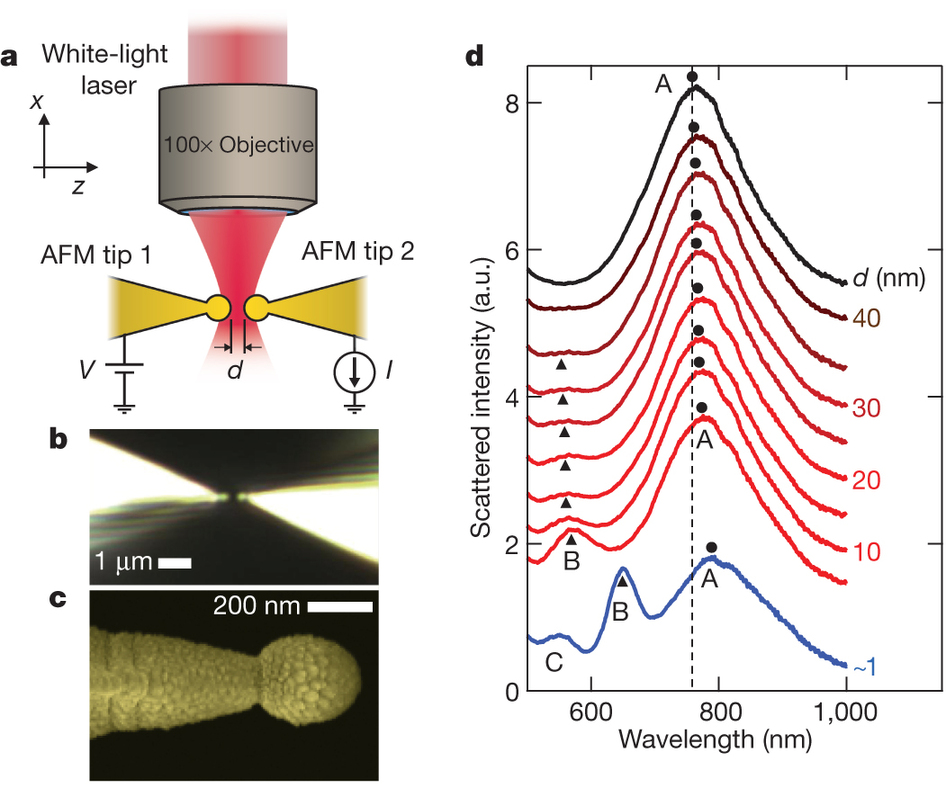 a
White-light
laser
x
z
100× Objective
AFM tip 1
AFM tip 2
V
d
I
b
1 μm
c
200 nm
d
Scattered intensity (a.u.)
8
6
4
2
0
A
d (nm)
40
30
20
10
~1
A
B
A
B
C
600
800
1,000
Wavelength (nm)